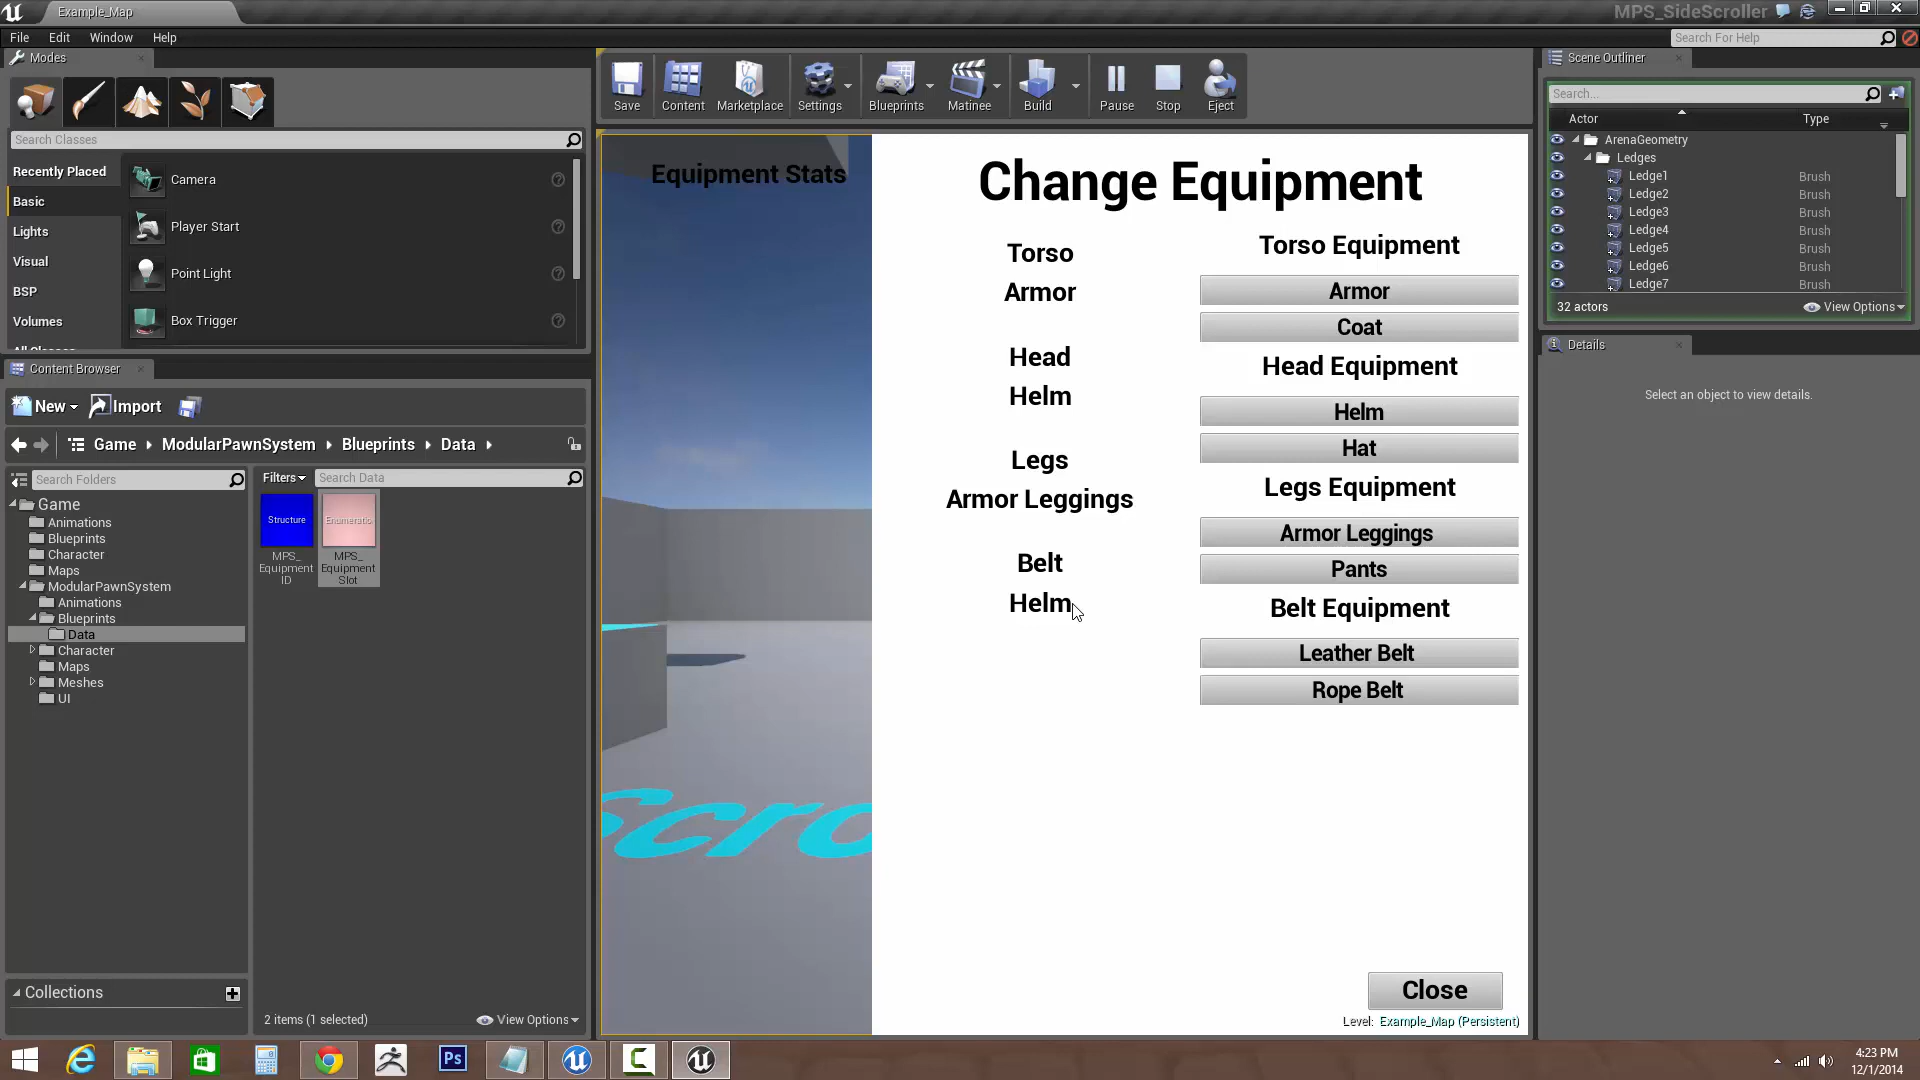 Example_Map
MPS_SideScroller
File Edit Window Help
Search For Help
Modes
Search Classes
Recently Placed
Basic
Lights
Visual
BSP
Volumes
All Classes
Camera
Player Start
Point Light
Box Trigger
Save Content Marketplace Settings Blueprints Matinee Build Pause Stop Eject
Scene Outliner
Search...
Actor Type
ArenaGeometry
Ledges
Ledge1 Brush
Ledge2 Brush
Ledge3 Brush
Ledge4 Brush
Ledge5 Brush
Ledge6 Brush
Ledge7 Brush
32 actors View Options
Details
Select an object to view details.
Content Browser
New Import
Game ModularPawnSystem Blueprints Data
Search Folders
Filters Search Data
Game
Animations
Blueprints
Character
Maps
ModularPawnSystem
Animations
Blueprints
Data
Character
Maps
Meshes
UI
Structure
MPS_
Equipment
ID
Enumeratio
MPS_
Equipment
Slot
Collections
2 items (1 selected) View Options
Equipment Stats
Change Equipment
Torso
Armor
Head
Helm
Legs
Armor Leggings
Belt
Helm
Torso Equipment
Armor
Coat
Head Equipment
Helm
Hat
Legs Equipment
Armor Leggings
Pants
Belt Equipment
Leather Belt
Rope Belt
Close
Level: Example_Map (Persistent)
Scro
Ps
4:23 PM
12/1/2014